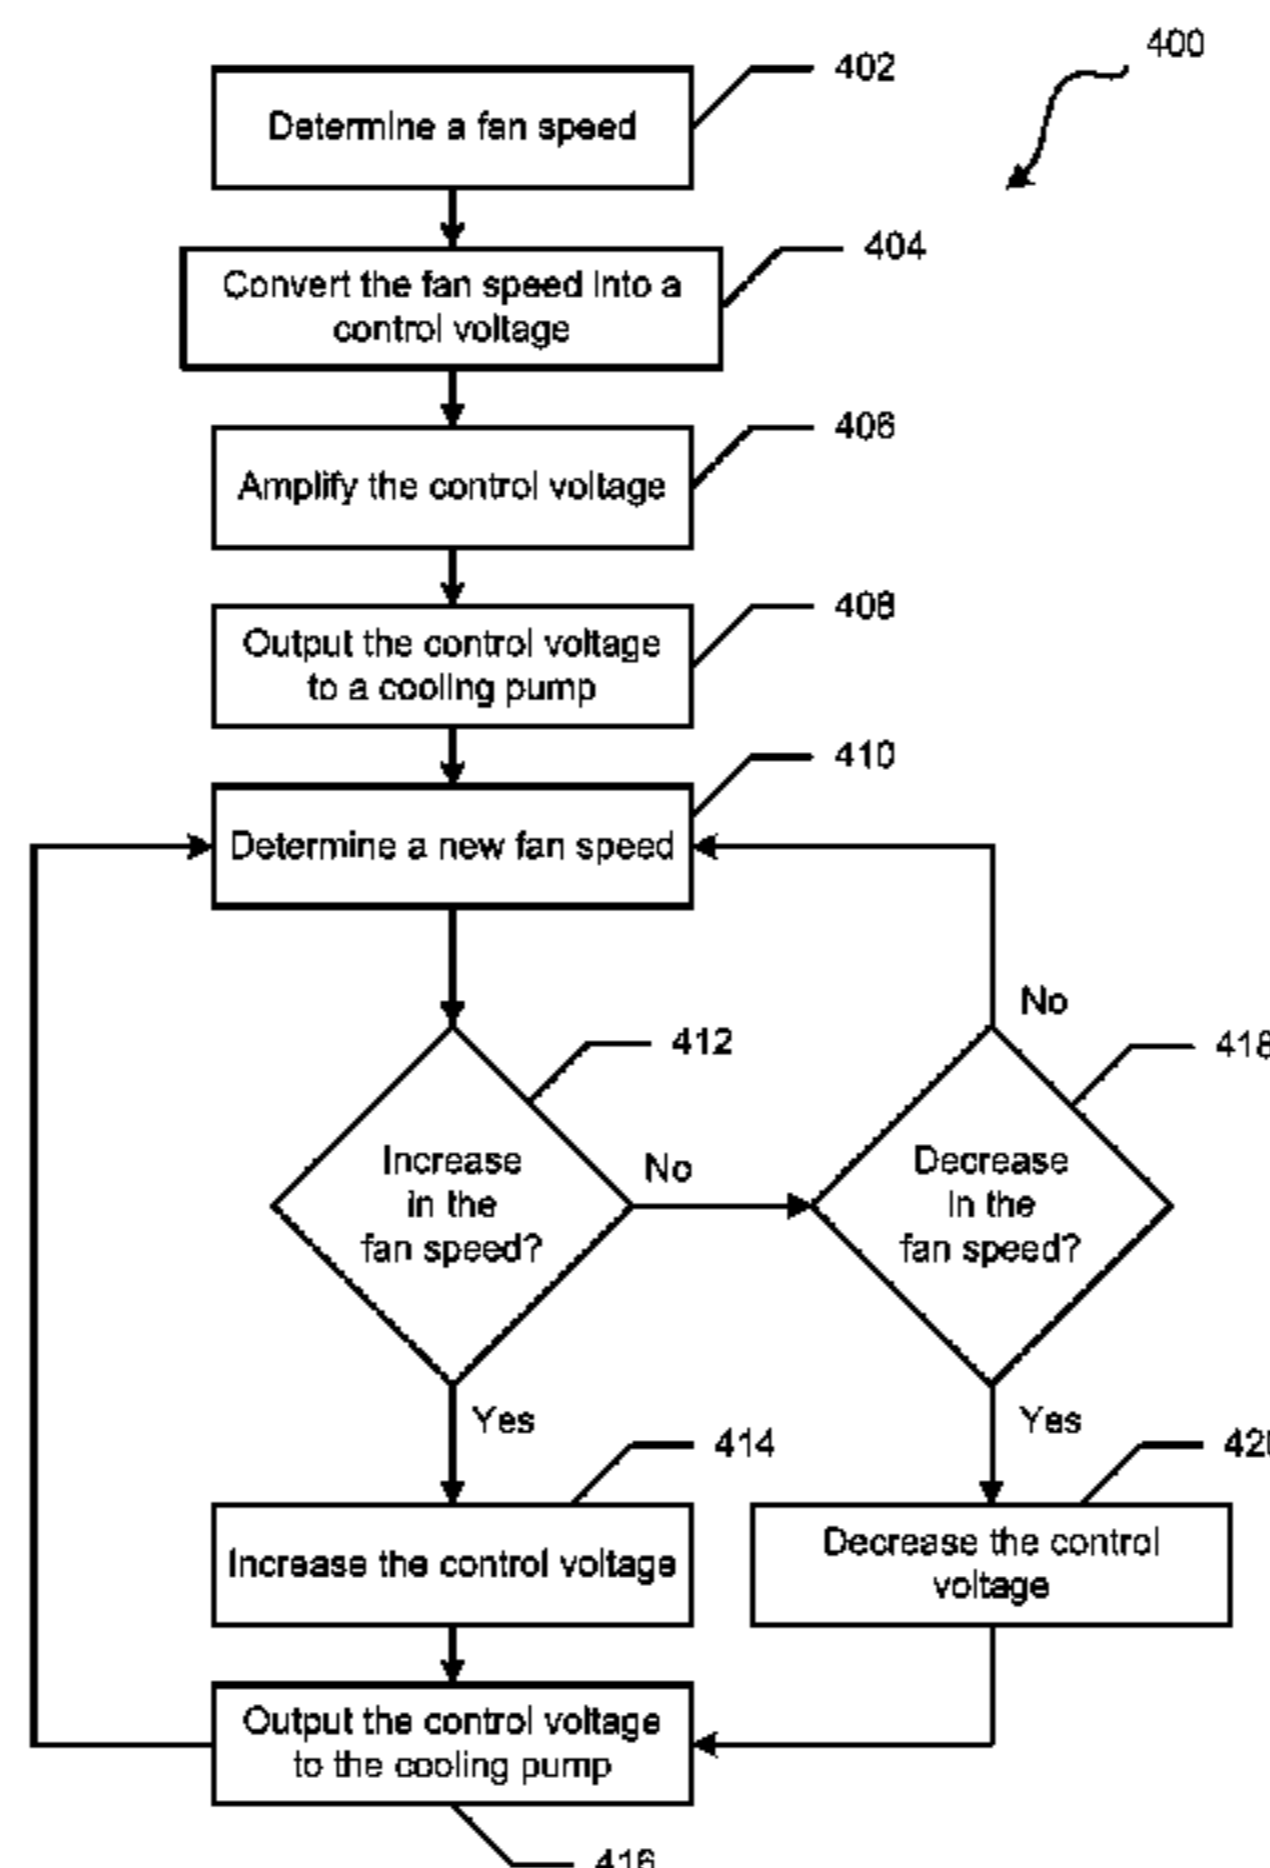 400
402
Determine a fan speed
404
Convert the fan speed into a
control voltage
406
Amplify the control voltage
408
Output the control voltage
to a cooling pump
410
Determine a new fan speed
No
412
418
Increase
in the
fan speed?
No
Decrease
in the
fan speed?
Yes
Yes
414
Increase the control voltage
Decrease the control
voltage
Output the control voltage
to the cooling pump
416